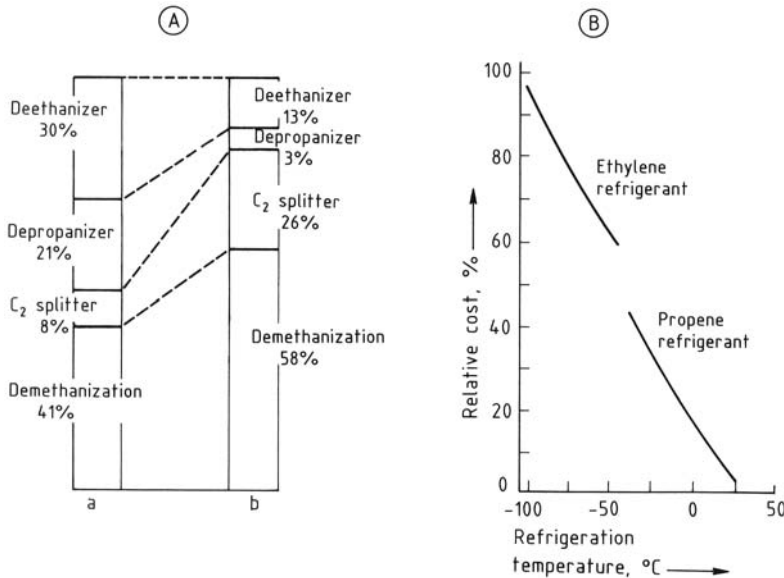 A
Deethanizer
30%
Depropanizer
21%
C₂ splitter
8%
Demethanization
41%
a
Deethanizer
13%
Depropanizer
3%
C₂ splitter
26%
Demethanization
58%
b
B
100
80
60
40
20
0
Relative cost, %
Ethylene
refrigerant
Propene
refrigerant
-100 -50 0 50
Refrigeration
temperature, °C